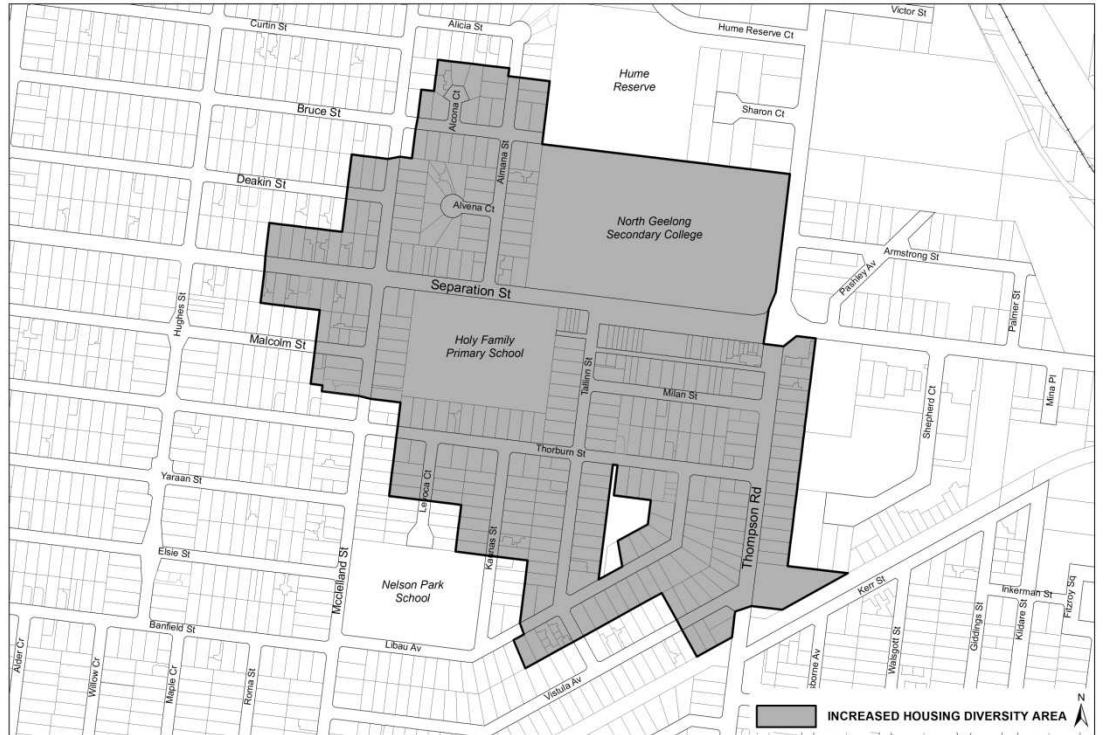 Curtin St
Alicia St
Victor St
Hume Reserve Ct
Hume
Reserve
Alcona Ct
Sharon Ct
Bruce St
Almana St
Deakin St
Alvena Ct
North Geelong
Secondary College
Armstrong St
Pashley Av
Separation St
Hughes St
Palmer St
Malcolm St
Holy Family
Primary School
Tallinn St
Milan St
Shepherd Ct
Mina Pl
Thorburn St
Yaraan St
Levoca Ct
Kaunas St
Thompson Rd
Elsie St
Mcclelland St
Nelson Park
School
Kerr St
Inkerman St
Fitzroy Sq
Banfield St
Libau Av
Giddings St
Kildare St
Walsgott St
Alder Cr
Willow Cr
Maple Cr
Roma St
Vistula Av
borne Av
N
INCREASED HOUSING DIVERSITY AREA